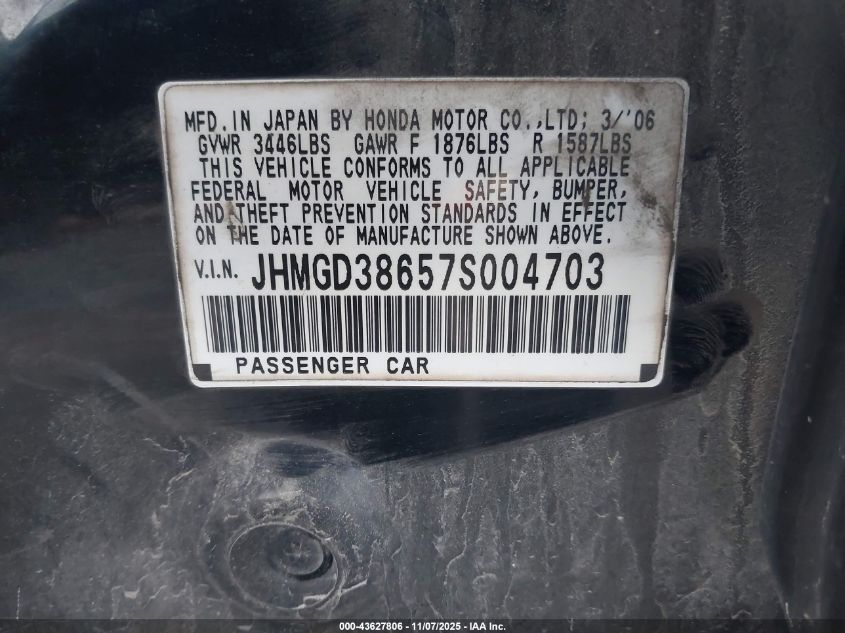 MFD. IN JAPAN BY HONDA MOTOR CO.,LTD; 3/'06
GVWR 3446LBS GAWR F 1876LBS R 1587LBS
THIS VEHICLE CONFORMS TO ALL APPLICABLE
FEDERAL MOTOR VEHICLE SAFETY, BUMPER,
AND THEFT PREVENTION STANDARDS IN EFFECT
ON THE DATE OF MANUFACTURE SHOWN ABOVE.
V.I.N. JHMGD38657S004703
PASSENGER CAR
000-43627806 - 11/07/2025 - IAA Inc.